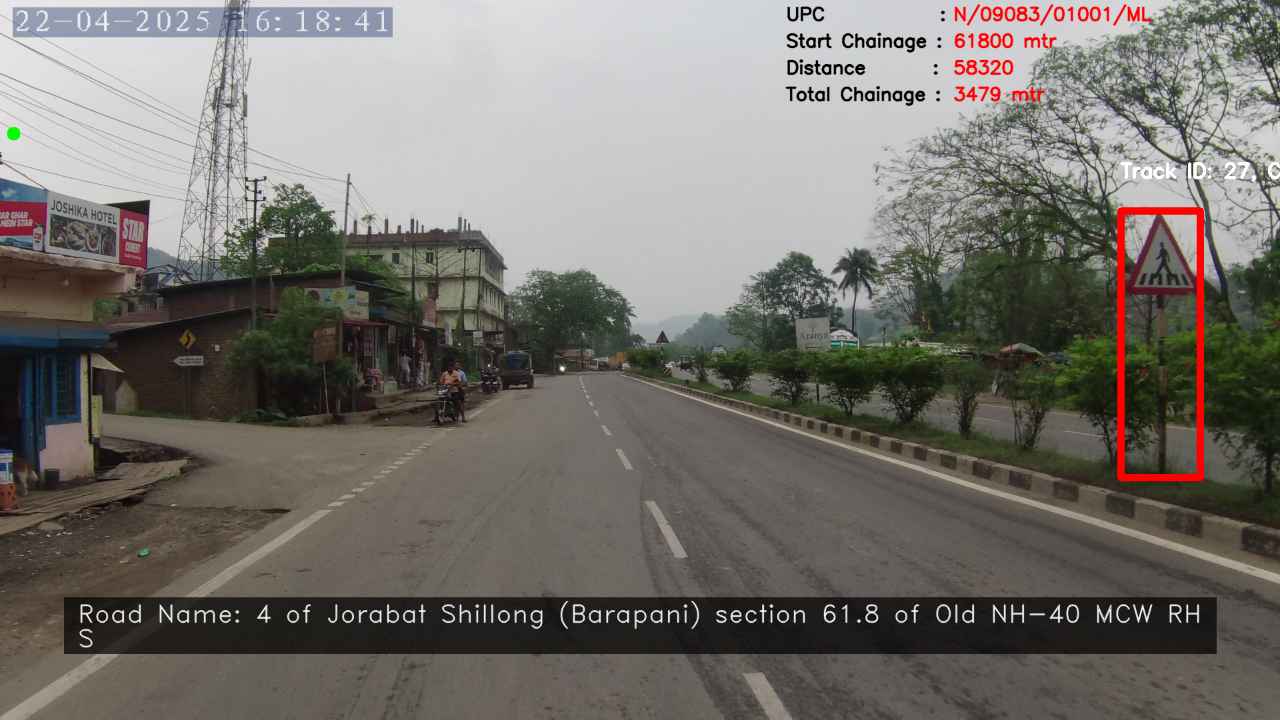 22-04-2025 16:18:41
UPC : N/09083/01001/ML
Start Chainage : 61800 mtr
Distance : 58320
Total Chainage : 3479 mtr
Track ID: 27, C
JOSHIKA HOTEL
STAR
CEMENT
Aranya
Road Name: 4 of Jorabat Shillong (Barapani) section 61.8 of Old NH-40 MCW RH
S